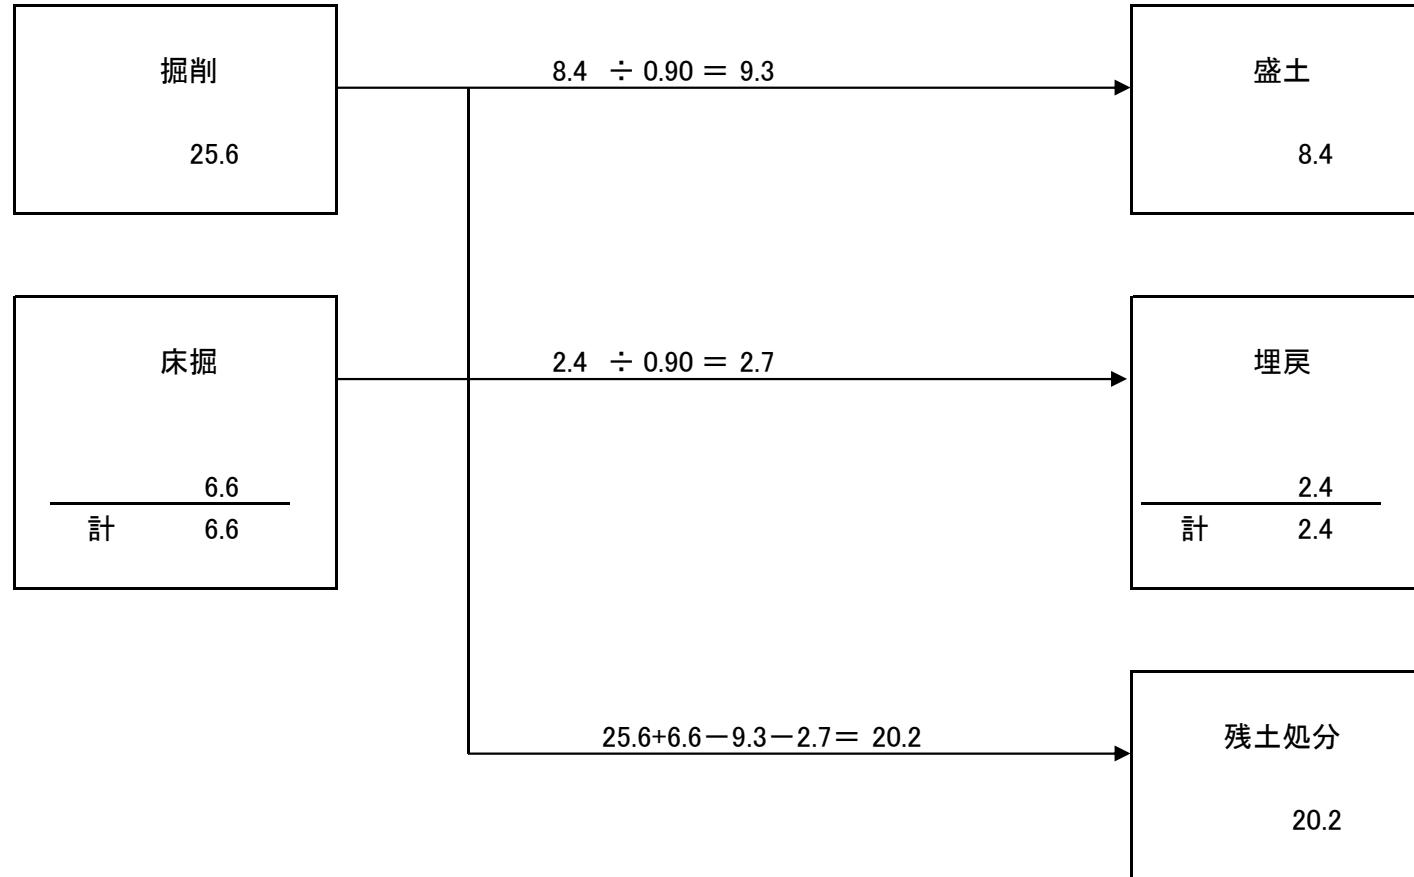 掘削
8.4 ÷ 0.90 = 9.3
盛土
25.6
8.4
床掘
2.4 ÷ 0.90 = 2.7
埋戻
6.6
計 6.6
2.4
計 2.4
25.6+6.6－9.3－2.7＝ 20.2
残土処分
20.2